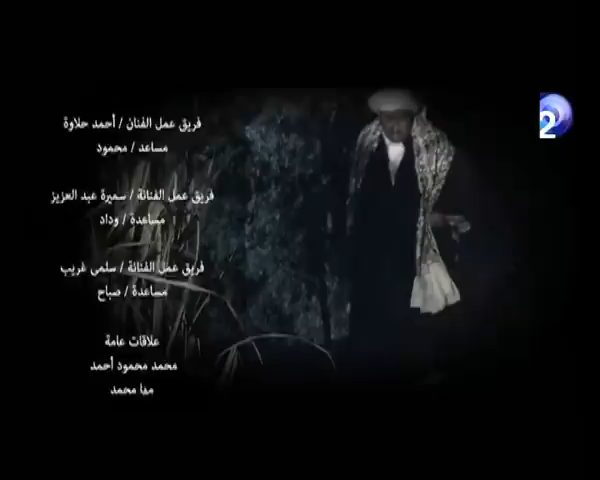 فريق عمل الفنان / أحمد حلاوة
مساعد / محمود
فريق عمل الفنانة / سميرة عبد العزيز
مساعدة / وداد
فريق عمل الفنانة / سلمى غريب
مساعدة / صباح
علاقات عامة
محمد محمود أحمد
مها محمد
2